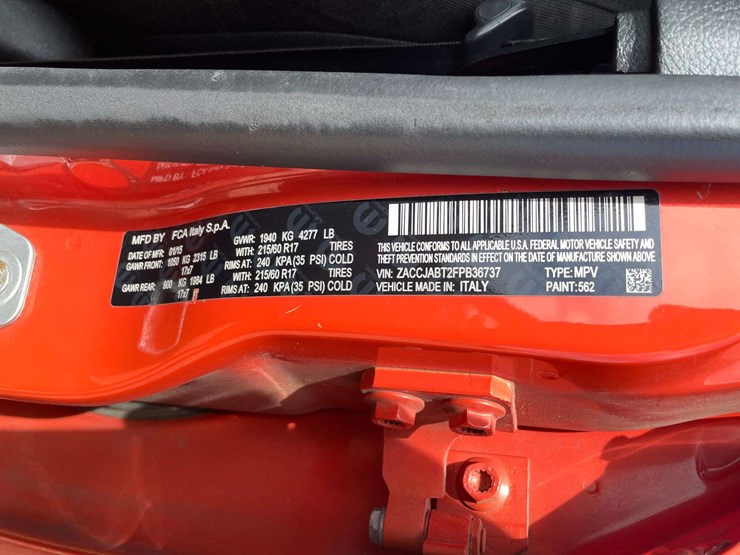 MFD BY FCA Italy S.p.A.
DATE OF MFR: 01/15 GVWR: 1940 KG 4277 LB
GAWR FRONT: 1050 KG 2315 LB WITH: 215/60 R17 TIRES
17x7 RIMS AT: 240 KPA(35 PSI) COLD
GAWR REAR: 900 KG 1984 LB WITH: 215/60 R17 TIRES
17x7 RIMS AT: 240 KPA(35 PSI) COLD
THIS VEHICLE CONFORMS TO ALL APPLICABLE U.S.A. FEDERAL MOTOR VEHICLE SAFETY AND
THEFT PREVENTION STANDARDS IN EFFECT ON THE DATE OF MANUFACTURE SHOWN ABOVE
VIN: ZACCJABT2FPB36737 TYPE: MPV
VEHICLE MADE IN: ITALY PAINT: 562